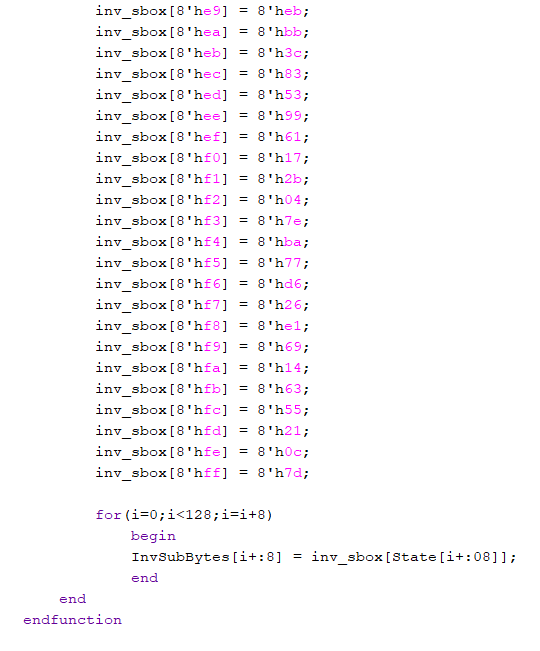 inv_sbox[8'he9] = 8'heb;
inv_sbox[8'hea] = 8'hbb;
inv_sbox[8'heb] = 8'h3c;
inv_sbox[8'hec] = 8'h83;
inv_sbox[8'hed] = 8'h53;
inv_sbox[8'hee] = 8'h99;
inv_sbox[8'hef] = 8'h61;
inv_sbox[8'hf0] = 8'h17;
inv_sbox[8'hf1] = 8'h2b;
inv_sbox[8'hf2] = 8'h04;
inv_sbox[8'hf3] = 8'h7e;
inv_sbox[8'hf4] = 8'hba;
inv_sbox[8'hf5] = 8'h77;
inv_sbox[8'hf6] = 8'hd6;
inv_sbox[8'hf7] = 8'h26;
inv_sbox[8'hf8] = 8'he1;
inv_sbox[8'hf9] = 8'h69;
inv_sbox[8'hfa] = 8'h14;
inv_sbox[8'hfb] = 8'h63;
inv_sbox[8'hfc] = 8'h55;
inv_sbox[8'hfd] = 8'h21;
inv_sbox[8'hfe] = 8'h0c;
inv_sbox[8'hff] = 8'h7d;
for(i=0;i<128;i=i+8)
begin
InvSubBytes[i+:8] = inv_sbox[State[i+:08]];
end
end
endfunction